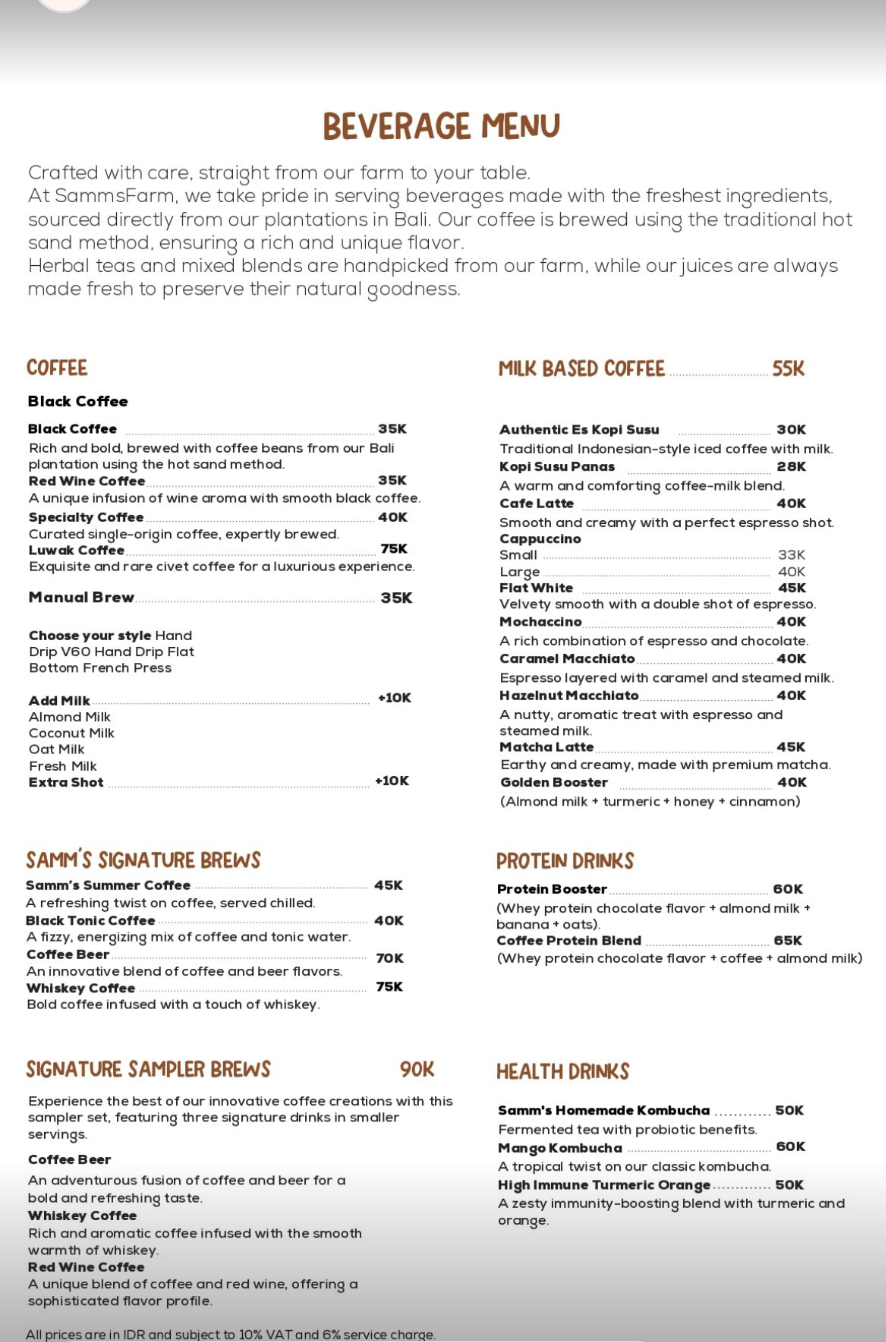 BEVERAGE MENU
Crafted with care, straight from our farm to your table.
At SammsFarm, we take pride in serving beverages made with the freshest ingredients,
sourced directly from our plantations in Bali. Our coffee is brewed using the traditional hot
sand method, ensuring a rich and unique flavor.
Herbal teas and mixed blends are handpicked from our farm, while our juices are always
made fresh to preserve their natural goodness.
COFFEE
Black Coffee
Black Coffee 35K
Rich and bold, brewed with coffee beans from our Bali
plantation using the hot sand method.
Red Wine Coffee 35K
A unique infusion of wine aroma with smooth black coffee.
Specialty Coffee 40K
Curated single-origin coffee, expertly brewed.
Luwak Coffee 75K
Exquisite and rare civet coffee for a luxurious experience.
Manual Brew 35K
Choose your style Hand
Drip V60 Hand Drip Flat
Bottom French Press
Add Milk +10K
Almond Milk
Coconut Milk
Oat Milk
Fresh Milk
Extra Shot +10K
MILK BASED COFFEE 55K
Authentic Es Kopi Susu 30K
Traditional Indonesian-style iced coffee with milk.
Kopi Susu Panas 28K
A warm and comforting coffee-milk blend.
Cafe Latte 40K
Smooth and creamy with a perfect espresso shot.
Cappuccino
Small 33K
Large 40K
Flat White 45K
Velvety smooth with a double shot of espresso.
Mochaccino 40K
A rich combination of espresso and chocolate.
Caramel Macchiato 40K
Espresso layered with caramel and steamed milk.
Hazelnut Macchiato 40K
A nutty, aromatic treat with espresso and
steamed milk.
Matcha Latte 45K
Earthy and creamy, made with premium matcha.
Golden Booster 40K
(Almond milk + turmeric + honey + cinnamon)
SAMM'S SIGNATURE BREWS
Samm's Summer Coffee 45K
A refreshing twist on coffee, served chilled.
Black Tonic Coffee 40K
A fizzy, energizing mix of coffee and tonic water.
Coffee Beer 70K
An innovative blend of coffee and beer flavors.
Whiskey Coffee 75K
Bold coffee infused with a touch of whiskey.
PROTEIN DRINKS
Protein Booster 60K
(Whey protein chocolate flavor + almond milk +
banana + oats).
Coffee Protein Blend 65K
(Whey protein chocolate flavor + coffee + almond milk)
SIGNATURE SAMPLER BREWS 90K
Experience the best of our innovative coffee creations with this
sampler set, featuring three signature drinks in smaller
servings.
Coffee Beer
An adventurous fusion of coffee and beer for a
bold and refreshing taste.
Whiskey Coffee
Rich and aromatic coffee infused with the smooth
warmth of whiskey.
Red Wine Coffee
A unique blend of coffee and red wine, offering a
sophisticated flavor profile.
HEALTH DRINKS
Samm's Homemade Kombucha 50K
Fermented tea with probiotic benefits.
Mango Kombucha 60K
A tropical twist on our classic kombucha.
High Immune Turmeric Orange 50K
A zesty immunity-boosting blend with turmeric and
orange.
All prices are in IDR and subject to 10% VAT and 6% service charge.